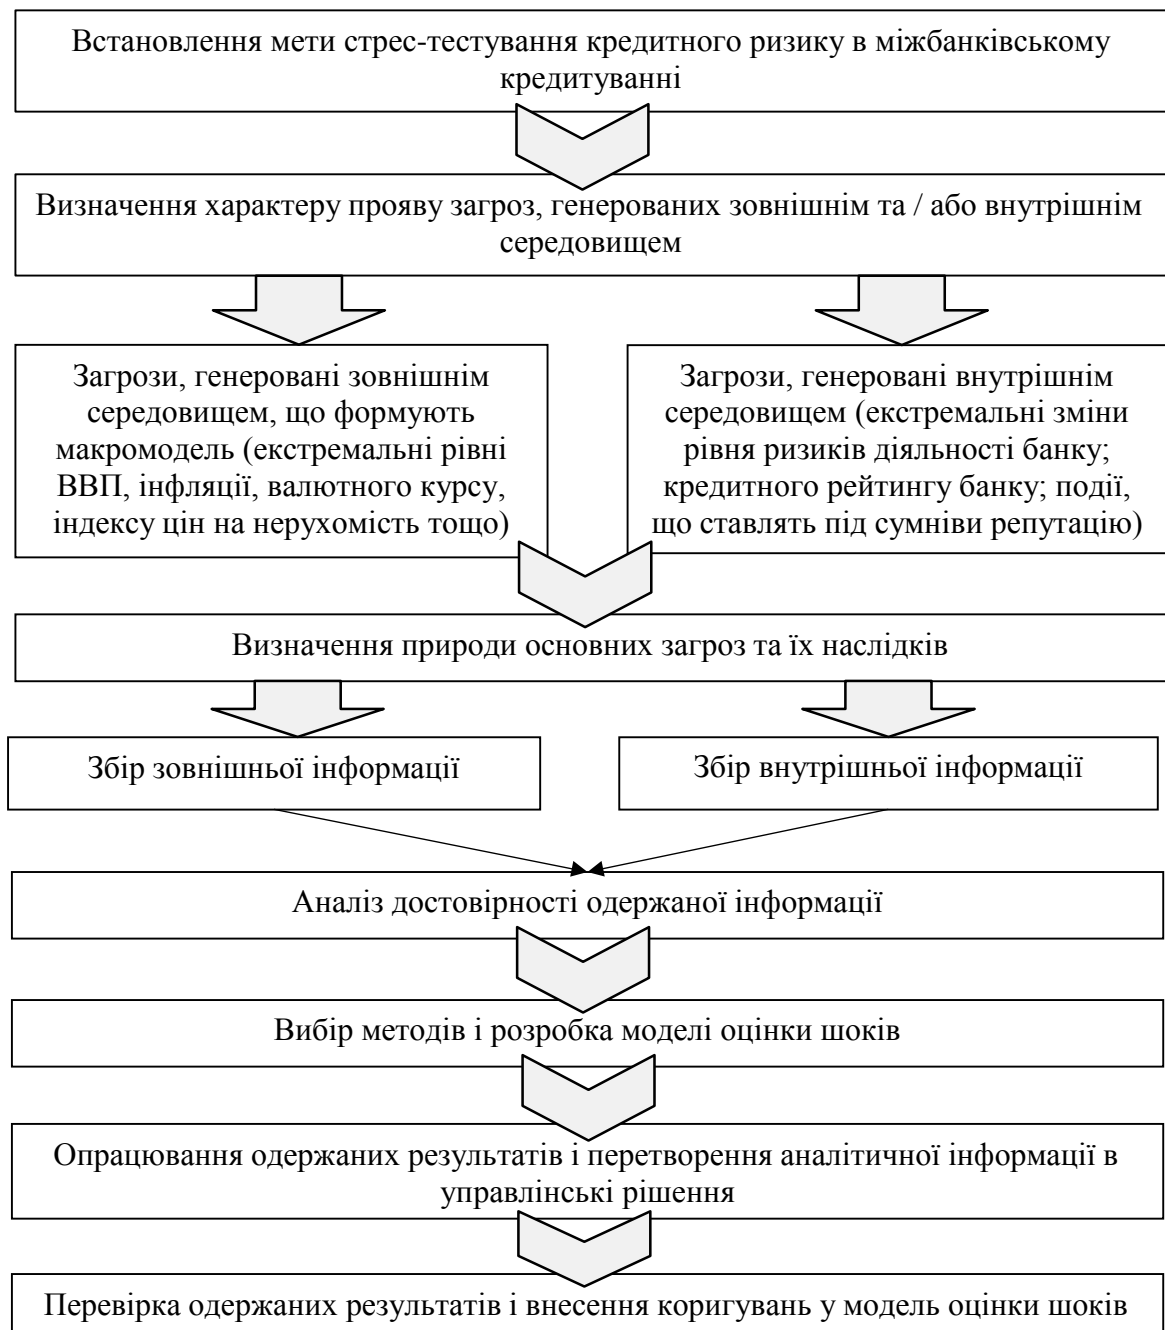 Встановлення мети стрес-тестування кредитного ризику в міжбанківському
кредитуванні
Визначення характеру прояву загроз, генерованих зовнішнім та / або внутрішнім
середовищем
Загрози, генеровані зовнішнім
середовищем, що формують
макромодель (екстремальні рівні
ВВП, інфляції, валютного курсу,
індексу цін на нерухомість тощо)
Загрози, генеровані внутрішнім
середовищем (екстремальні зміни
рівня ризиків діяльності банку;
кредитного рейтингу банку; події,
що ставлять під сумніви репутацію)
Визначення природи основних загроз та їх наслідків
Збір зовнішньої інформації
Збір внутрішньої інформації
Аналіз достовірності одержаної інформації
Вибір методів і розробка моделі оцінки шоків
Опрацювання одержаних результатів і перетворення аналітичної інформації в
управлінські рішення
Перевірка одержаних результатів і внесення коригувань у модель оцінки шоків